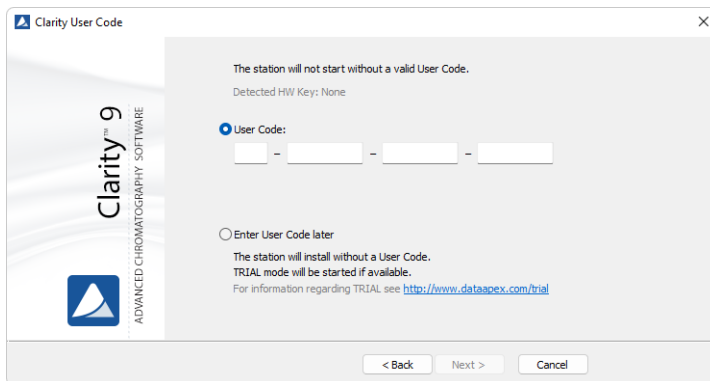 Clarity User Code
Clarity™ 9
ADVANCED CHROMATOGRAPHY SOFTWARE
The station will not start without a valid User Code.
Detected HW Key: None
User Code:
- - -
Enter User Code later
The station will install without a User Code.
TRIAL mode will be started if available.
For information regarding TRIAL see http://www.dataapex.com/trial
< Back Next > Cancel